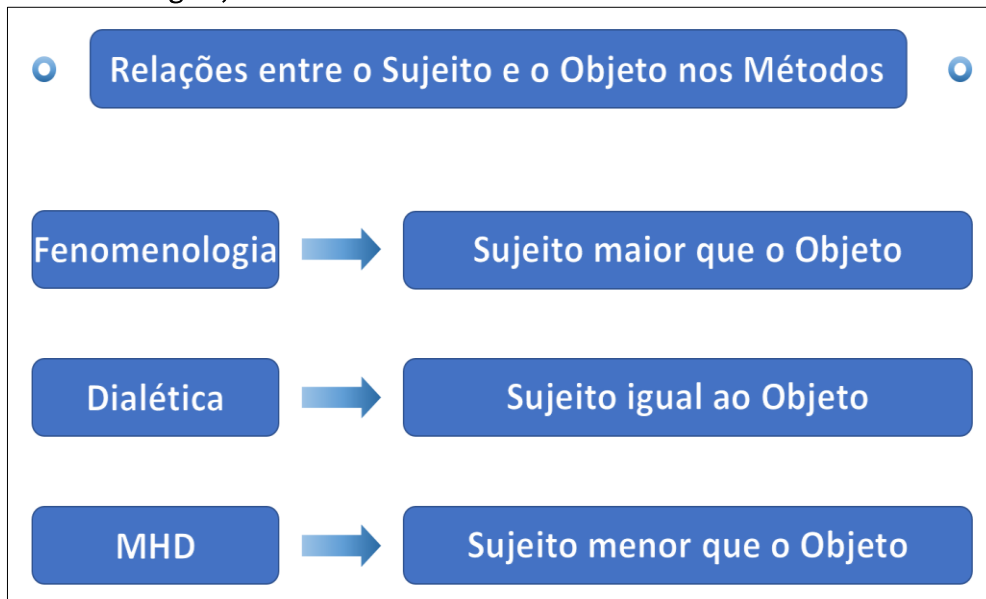 Relações entre o Sujeito e o Objeto nos Métodos
Fenomenologia
Sujeito maior que o Objeto
Dialética
Sujeito igual ao Objeto
MHD
Sujeito menor que o Objeto